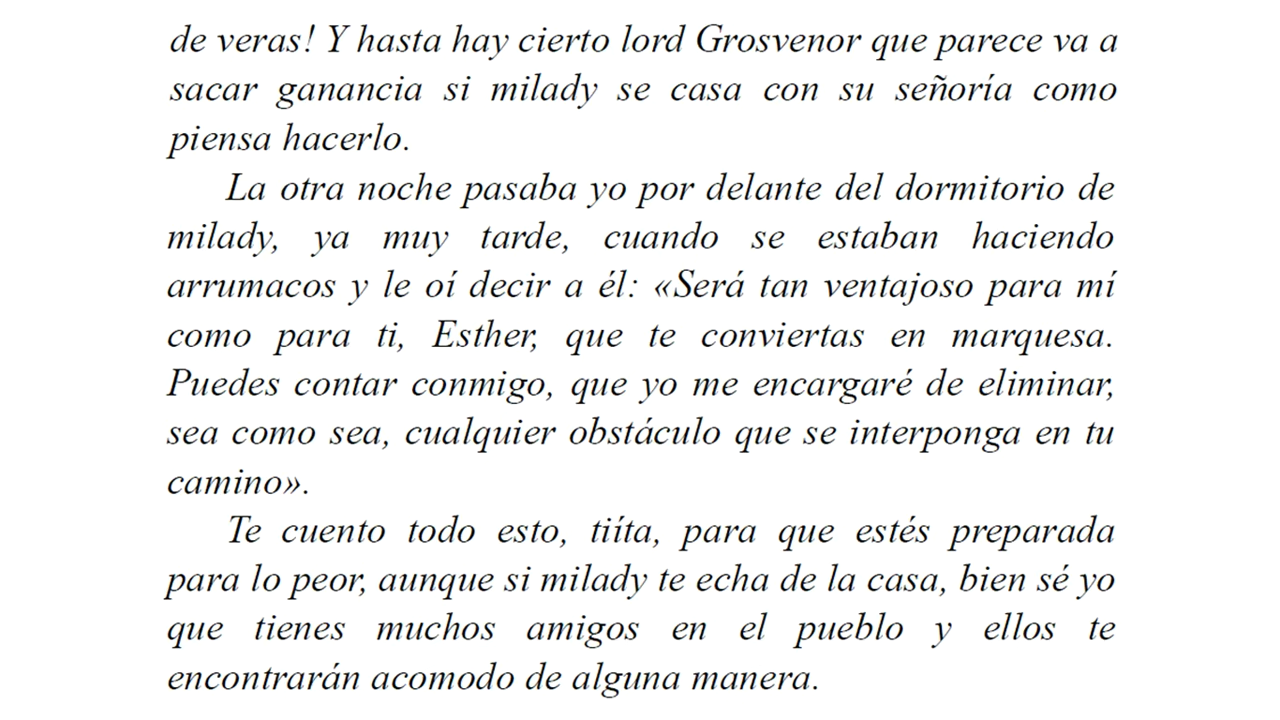 de veras! Y hasta hay cierto lord Grosvenor que parece va a
sacar ganancia si milady se casa con su señoría como
piensa hacerlo.
La otra noche pasaba yo por delante del dormitorio de
milady, ya muy tarde, cuando se estaban haciendo
arrumacos y le oí decir a él: «Será tan ventajoso para mí
como para ti, Esther, que te conviertas en marquesa.
Puedes contar conmigo, que yo me encargaré de eliminar,
sea como sea, cualquier obstáculo que se interponga en tu
camino».
Te cuento todo esto, tiíta, para que estés preparada
para lo peor, aunque si milady te echa de la casa, bien sé yo
que tienes muchos amigos en el pueblo y ellos te
encontrarán acomodo de alguna manera.